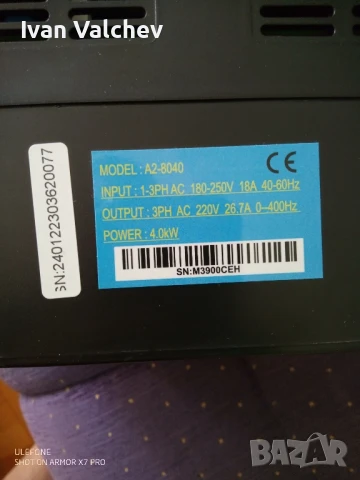 Ivan Valchev
SN:240122303620077
MODEL : A2-8040
CE
INPUT : 1-3PH AC 180-250V 18A 40-60Hz
OUTPUT : 3PH AC 220V 26.7A 0~400Hz
POWER : 4.0kW
SN:M3900CEH
ULEFONE
SHOT ON ARMOR X7 PRO
BAZAR